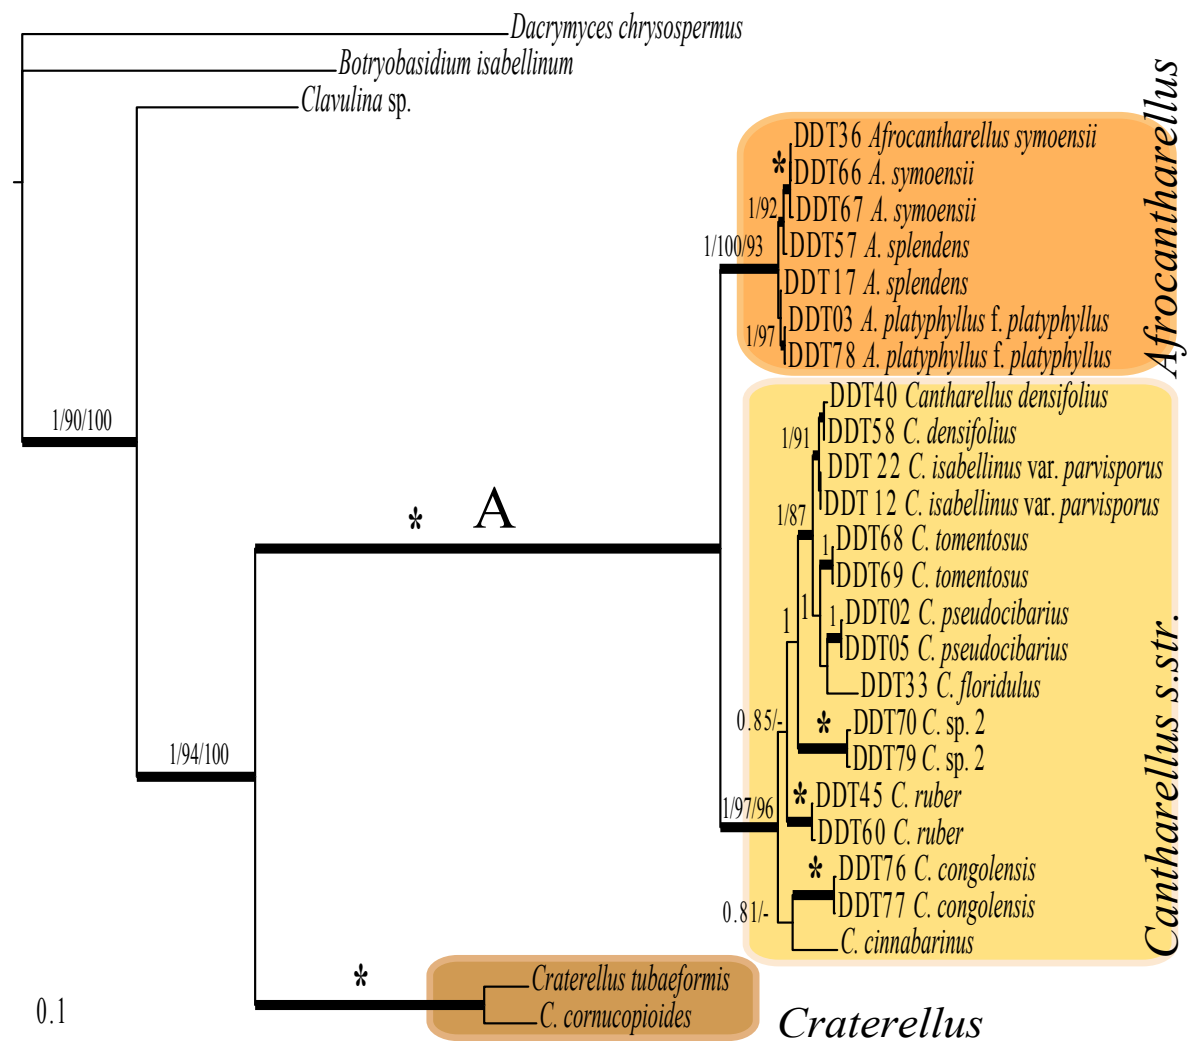 Dacrymyces chrysospermus
Botryobasidium isabellinum
Clavulina sp.
DDT36 Afrocantharellus symoensii
*
DDT66 A. symoensii
1/92
DDT67 A. symoensii
1/100/93
DDT57 A. splendens
DDT17 A. splendens
DDT03 A. platyphyllus f. platyphyllus
1/97
DDT78 A. platyphyllus f. platyphyllus
Afrocantharellus
DDT40 Cantharellus densifolius
1/90/100
1/91
DDT58 C. densifolius
DDT 22 C. isabellinus var. parvisporus
DDT 12 C. isabellinus var. parvisporus
* A
1/87
DDT68 C. tomentosus
1
DDT69 C. tomentosus
1
1
DDT02 C. pseudocibarius
1
DDT05 C. pseudocibarius
DDT33 C. floridulus
0.85/-
*
DDT70 C. sp. 2
1/94/100
DDT79 C. sp. 2
*
DDT45 C. ruber
1/97/96
DDT60 C. ruber
*
DDT76 C. congolensis
0.81/-
DDT77 C. congolensis
C. cinnabarinus
Cantharellus s.str.
*
Craterellus tubaeformis
C. cornucopioides
Craterellus
0.1